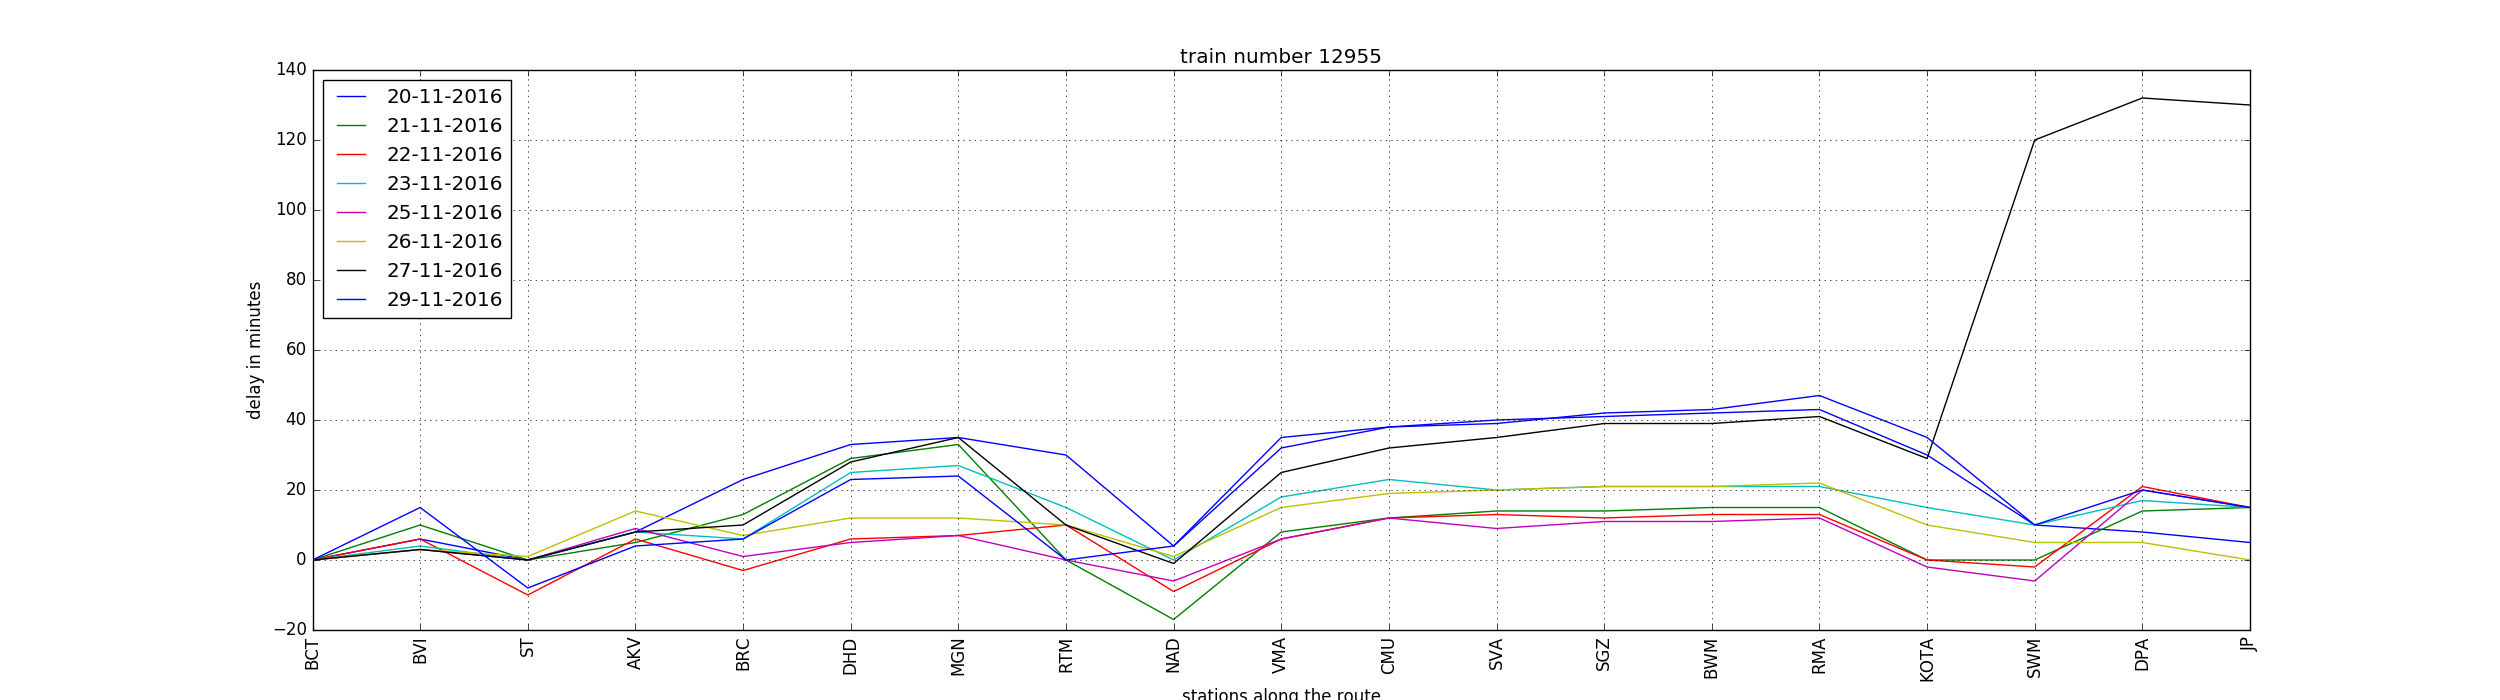 train number 12955
140
120
100
80
60
40
20
0
−20
delay in minutes
20-11-2016
21-11-2016
22-11-2016
23-11-2016
25-11-2016
26-11-2016
27-11-2016
29-11-2016
BCT
BVI
ST
AKV
BRC
DHD
MGN
RTM
NAD
VMA
CMU
SVA
SGZ
BWM
RMA
KOTA
SWM
DPA
JP
stations along the route